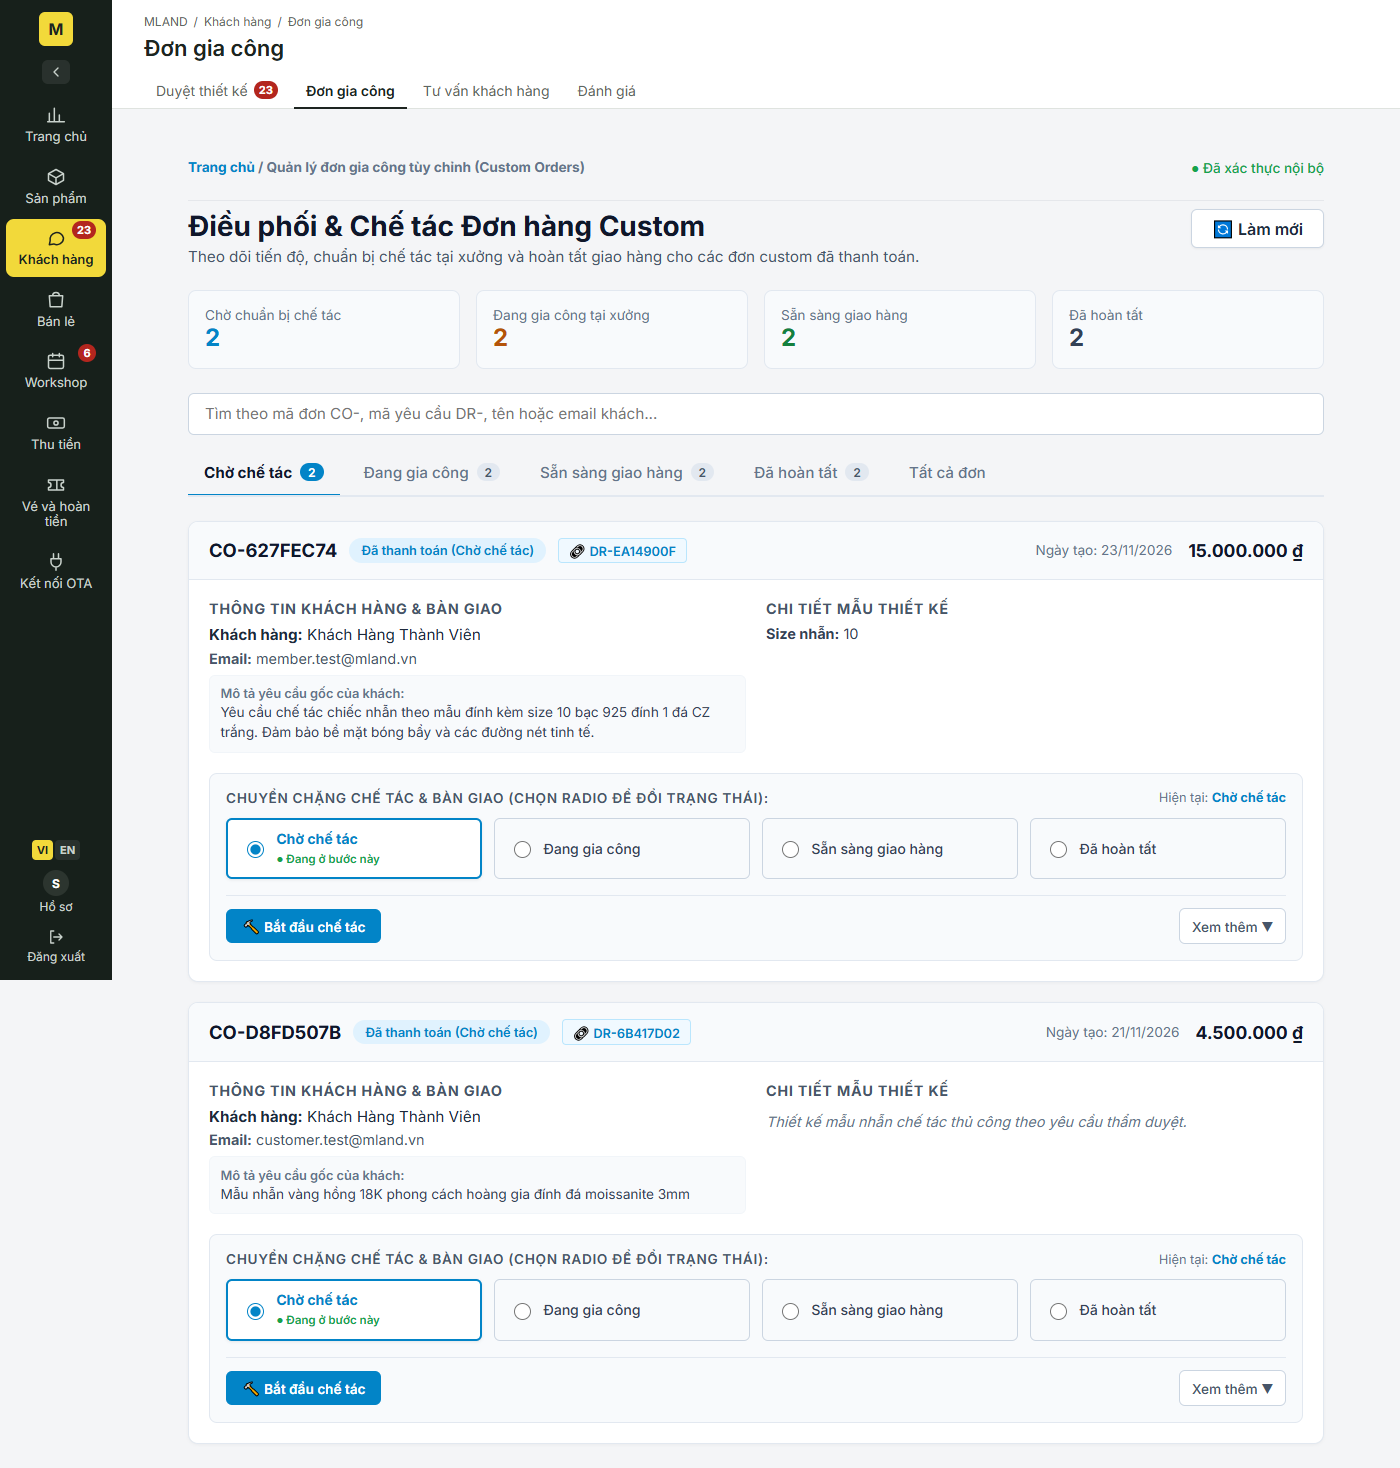 M
Trang chủ
Sản phẩm
23
Khách hàng
Bán lẻ
6
Workshop
Thu tiền
Vé và hoàn
tiền
Kết nối OTA
VI EN
S
Hồ sơ
Đăng xuất
MLAND / Khách hàng / Đơn gia công
Đơn gia công
Duyệt thiết kế 23 Đơn gia công Tư vấn khách hàng Đánh giá
Trang chủ / Quản lý đơn gia công tùy chỉnh (Custom Orders)
● Đã xác thực nội bộ
Điều phối & Chế tác Đơn hàng Custom
Làm mới
Theo dõi tiến độ, chuẩn bị chế tác tại xưởng và hoàn tất giao hàng cho các đơn custom đã thanh toán.
Chờ chuẩn bị chế tác
2
Đang gia công tại xưởng
2
Sẵn sàng giao hàng
2
Đã hoàn tất
2
Tìm theo mã đơn CO-, mã yêu cầu DR-, tên hoặc email khách...
Chờ chế tác 2 Đang gia công 2 Sẵn sàng giao hàng 2 Đã hoàn tất 2 Tất cả đơn
CO-627FEC74 Đã thanh toán (Chờ chế tác) DR-EA14900F Ngày tạo: 23/11/2026 15.000.000 ₫
THÔNG TIN KHÁCH HÀNG & BÀN GIAO
Khách hàng: Khách Hàng Thành Viên
Email: member.test@mland.vn
Mô tả yêu cầu gốc của khách:
Yêu cầu chế tác chiếc nhẫn theo mẫu đính kèm size 10 bạc 925 đính 1 đá CZ
trắng. Đảm bảo bề mặt bóng bẩy và các đường nét tinh tế.
CHI TIẾT MẪU THIẾT KẾ
Size nhẫn: 10
CHUYỂN CHẶNG CHẾ TÁC & BÀN GIAO (CHỌN RADIO ĐỂ ĐỔI TRẠNG THÁI):
Hiện tại: Chờ chế tác
Chờ chế tác
● Đang ở bước này
Đang gia công
Sẵn sàng giao hàng
Đã hoàn tất
Bắt đầu chế tác
Xem thêm ▼
CO-D8FD507B Đã thanh toán (Chờ chế tác) DR-6B417D02 Ngày tạo: 21/11/2026 4.500.000 ₫
THÔNG TIN KHÁCH HÀNG & BÀN GIAO
Khách hàng: Khách Hàng Thành Viên
Email: customer.test@mland.vn
Mô tả yêu cầu gốc của khách:
Mẫu nhẫn vàng hồng 18K phong cách hoàng gia đính đá moissanite 3mm
CHI TIẾT MẪU THIẾT KẾ
Thiết kế mẫu nhẫn chế tác thủ công theo yêu cầu thẩm duyệt.
CHUYỂN CHẶNG CHẾ TÁC & BÀN GIAO (CHỌN RADIO ĐỂ ĐỔI TRẠNG THÁI):
Hiện tại: Chờ chế tác
Chờ chế tác
● Đang ở bước này
Đang gia công
Sẵn sàng giao hàng
Đã hoàn tất
Bắt đầu chế tác
Xem thêm ▼